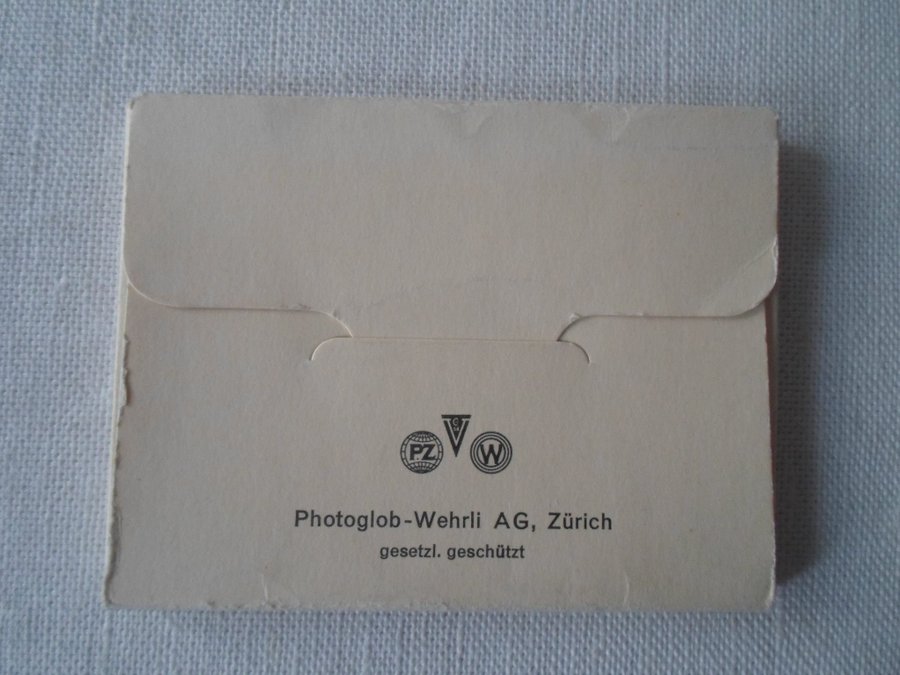 PZ
W
Photoglob-Wehrli AG, Zürich
gesetzl. geschützt